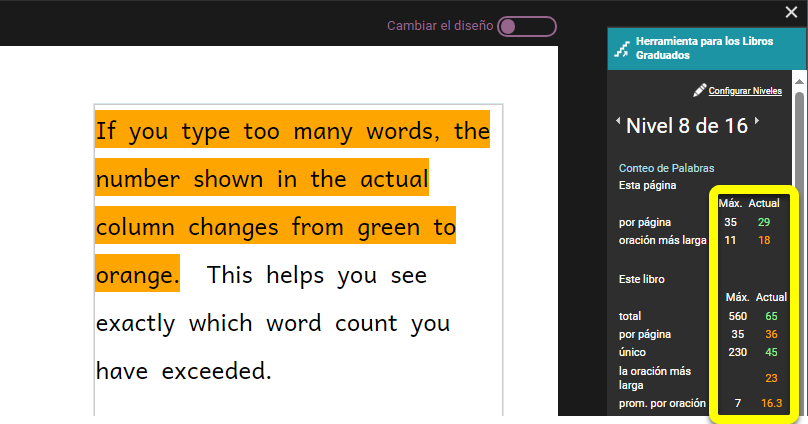 Cambiar el diseño
If you type too many words, the
number shown in the actual
column changes from green to
orange. This helps you see
exactly which word count you
have exceeded.
Herramienta para los Libros
Graduados
Configurar Niveles
Nivel 8 de 16
Conteo de Palabras
Esta página
Máx. Actual
por página 35 29
oración más larga 11 18
Este libro
Máx. Actual
total 560 65
por página 35 36
único 230 45
la oración más
larga 23
prom. por oración 7 16.3